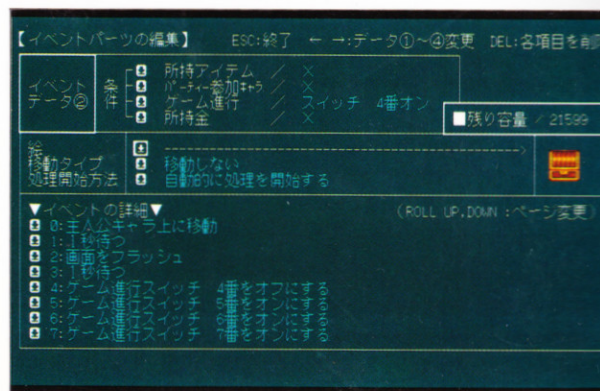 【イベントパーツの編集】 ESC:終了 ← →:データ①～④変更 DEL:各項目を削
イベントデータ② 条件 所持アイテム / ×
パーティー参加キャラ / ×
ゲーム進行 / スイッチ 4番オン
所持金 / ×
■残り容量 / 21599
絵 ------>
移動タイプ 移動しない
処理開始方法 自動的に処理を開始する
▼イベントの詳細▼ (ROLL UP,DOWN :ページ変更)
0:主人公キャラ上に移動
1:1秒待つ
2:画面をフラッシュ
3:1秒待つ
4:ゲーム進行スイッチ 4番をオフにする
5:ゲーム進行スイッチ 5番をオンにする
6:ゲーム進行スイッチ 6番をオンにする
7:ゲーム進行スイッチ 7番をオンにする